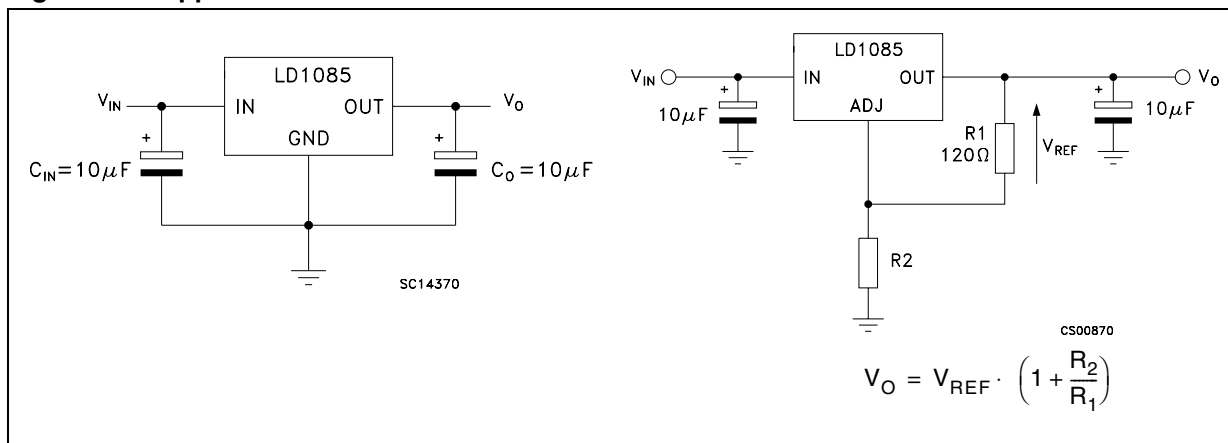 LD1085
V_IN
IN
OUT
V_O
GND
+
+
C_IN=10μF
C_O=10μF
SC14370
LD1085
V_IN
IN
OUT
V_O
ADJ
+
+
10μF
10μF
R1
120Ω
V_REF
R2
CS00870
V_O = V_REF · (1 + R_2/R_1)